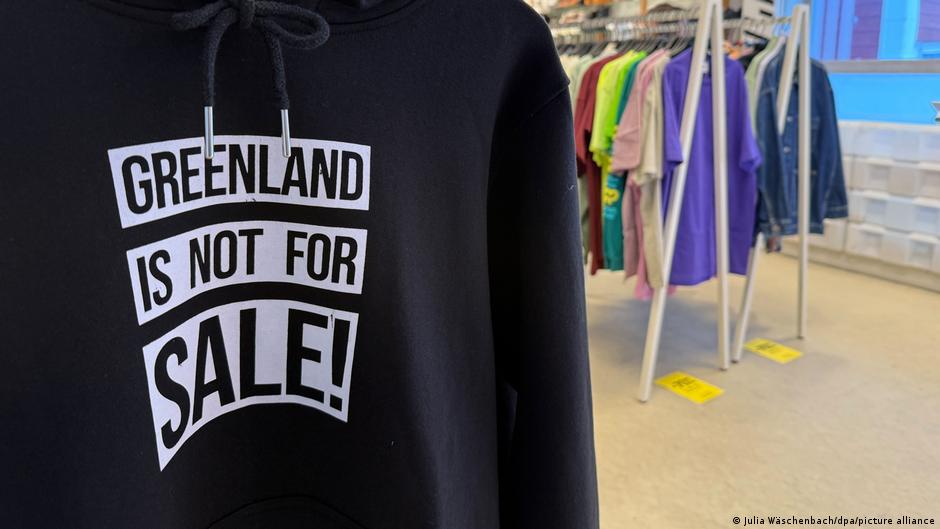 GREENLAND
IS NOT FOR
SALE!
© Julia Wäschenbach/dpa/picture alliance